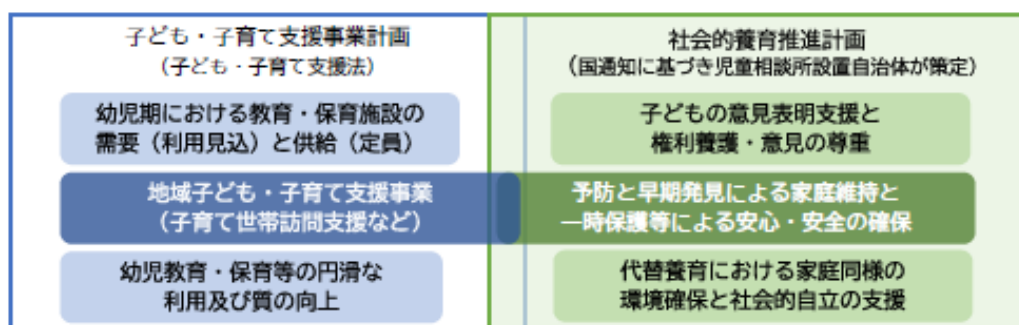 子ども・子育て支援事業計画
（子ども・子育て支援法）
幼児期における教育・保育施設の
需要（利用見込）と供給（定員）
地域子ども・子育て支援事業
（子育て世帯訪問支援など）
幼児教育・保育等の円滑な
利用及び質の向上
社会的養育推進計画
（国通知に基づき児童相談所設置自治体が策定）
子どもの意見表明支援と
権利養護・意見の尊重
予防と早期発見による家庭維持と
一時保護等による安心・安全の確保
代替養育における家庭同様の
環境確保と社会的自立の支援